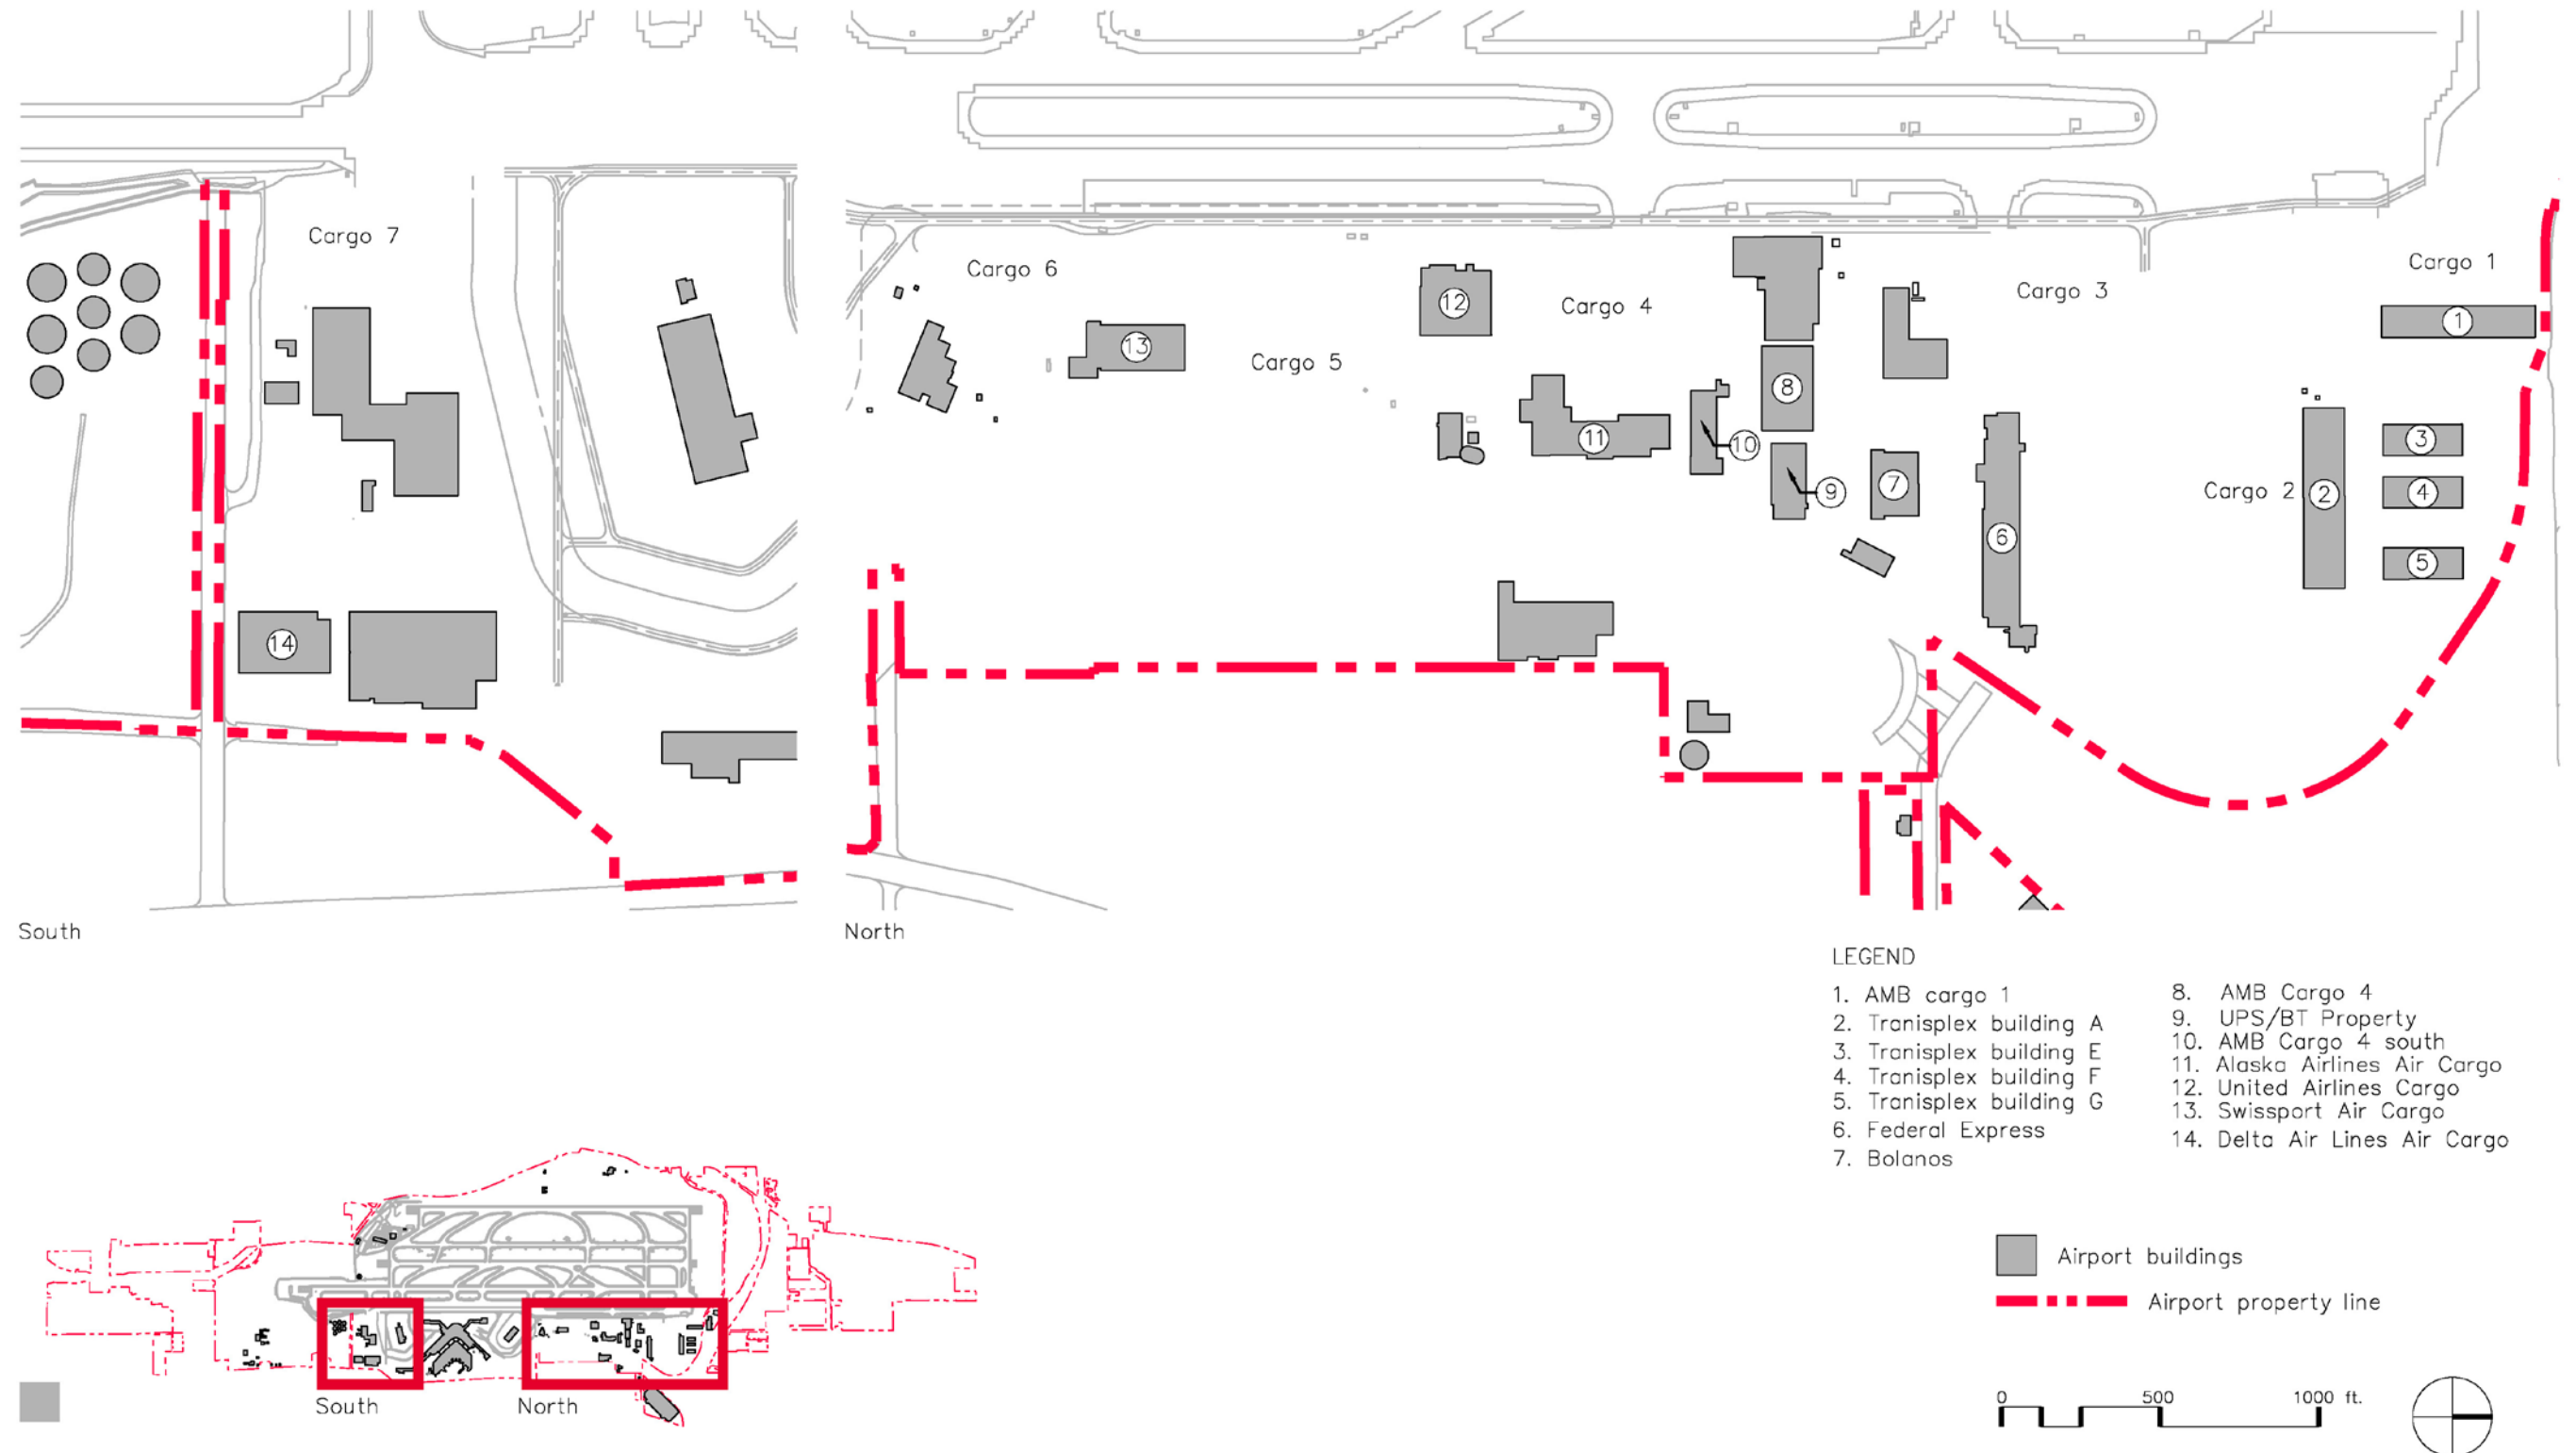 Cargo 7
Cargo 6
Cargo 5
Cargo 4
Cargo 3
Cargo 1
Cargo 2
12
13
11
8
10
9
7
6
1
2
3
4
5
14
South
North
LEGEND
1. AMB cargo 1
2. Tranisplex building A
3. Tranisplex building E
4. Tranisplex building F
5. Tranisplex building G
6. Federal Express
7. Bolanos
8. AMB Cargo 4
9. UPS/BT Property
10. AMB Cargo 4 south
11. Alaska Airlines Air Cargo
12. United Airlines Cargo
13. Swissport Air Cargo
14. Delta Air Lines Air Cargo
Airport buildings
Airport property line
South
North
0 500 1000 ft.